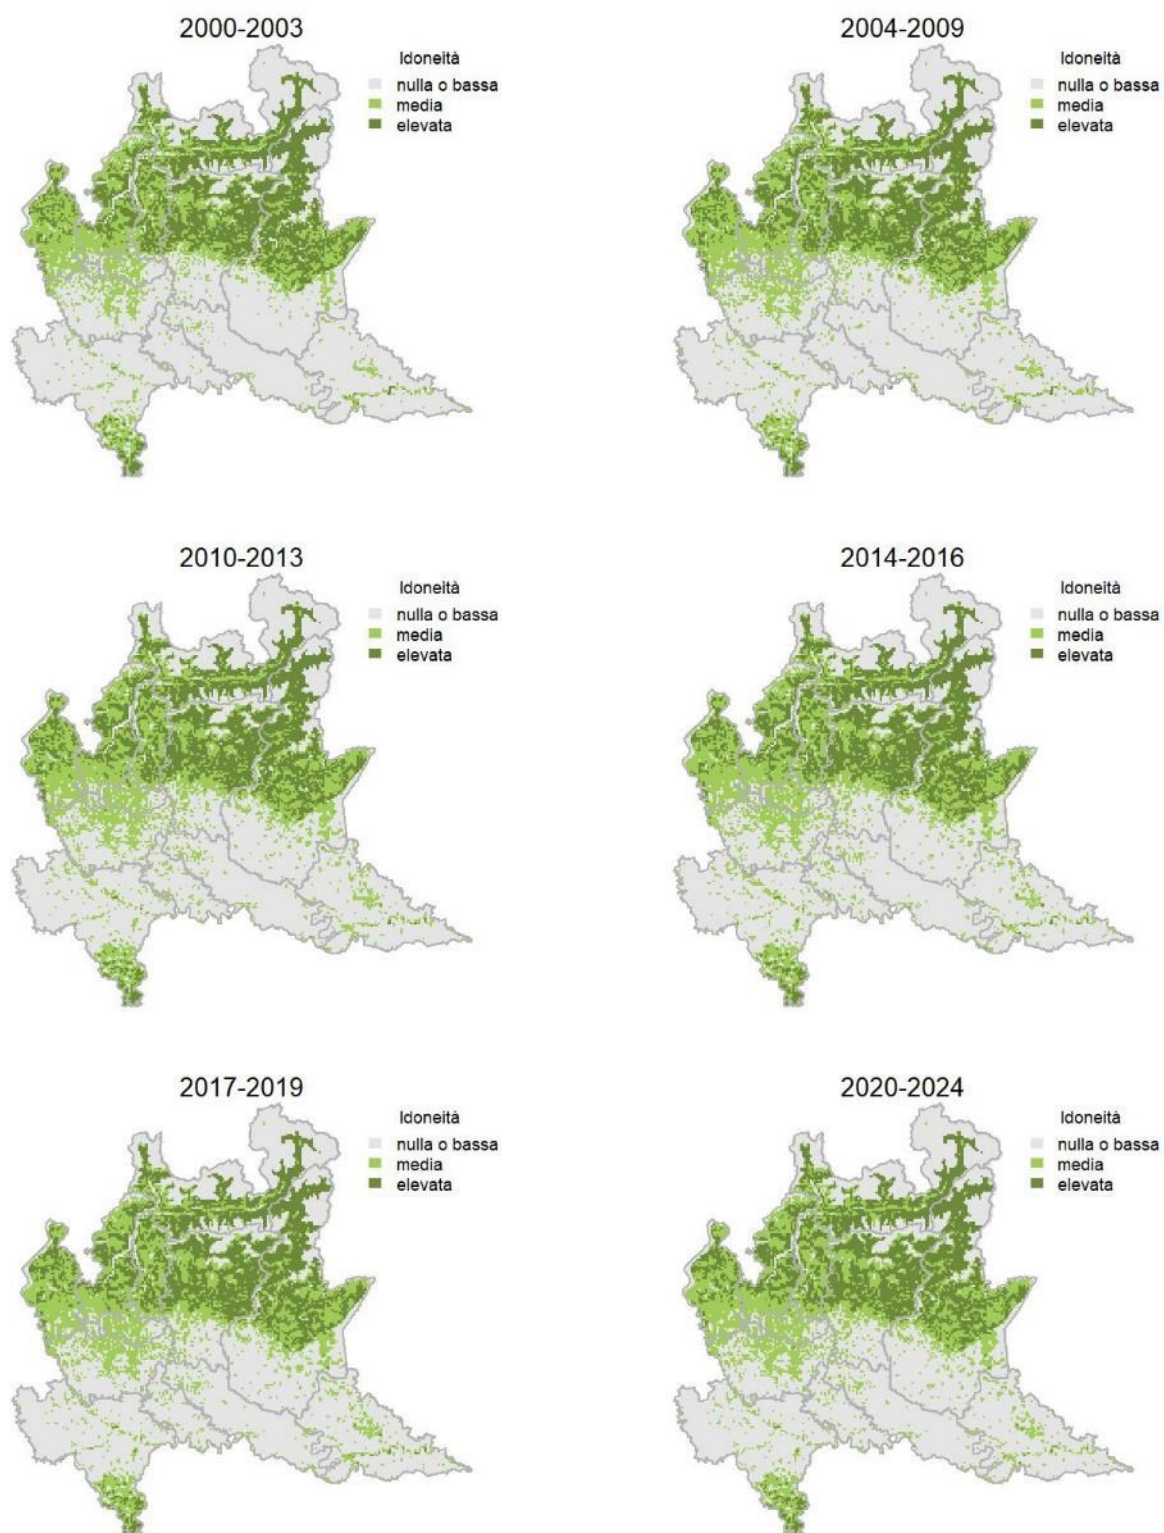 2000-2003
Idoneità
nulla o bassa
media
elevata
2004-2009
Idoneità
nulla o bassa
media
elevata
2010-2013
Idoneità
nulla o bassa
media
elevata
2014-2016
Idoneità
nulla o bassa
media
elevata
2017-2019
Idoneità
nulla o bassa
media
elevata
2020-2024
Idoneità
nulla o bassa
media
elevata